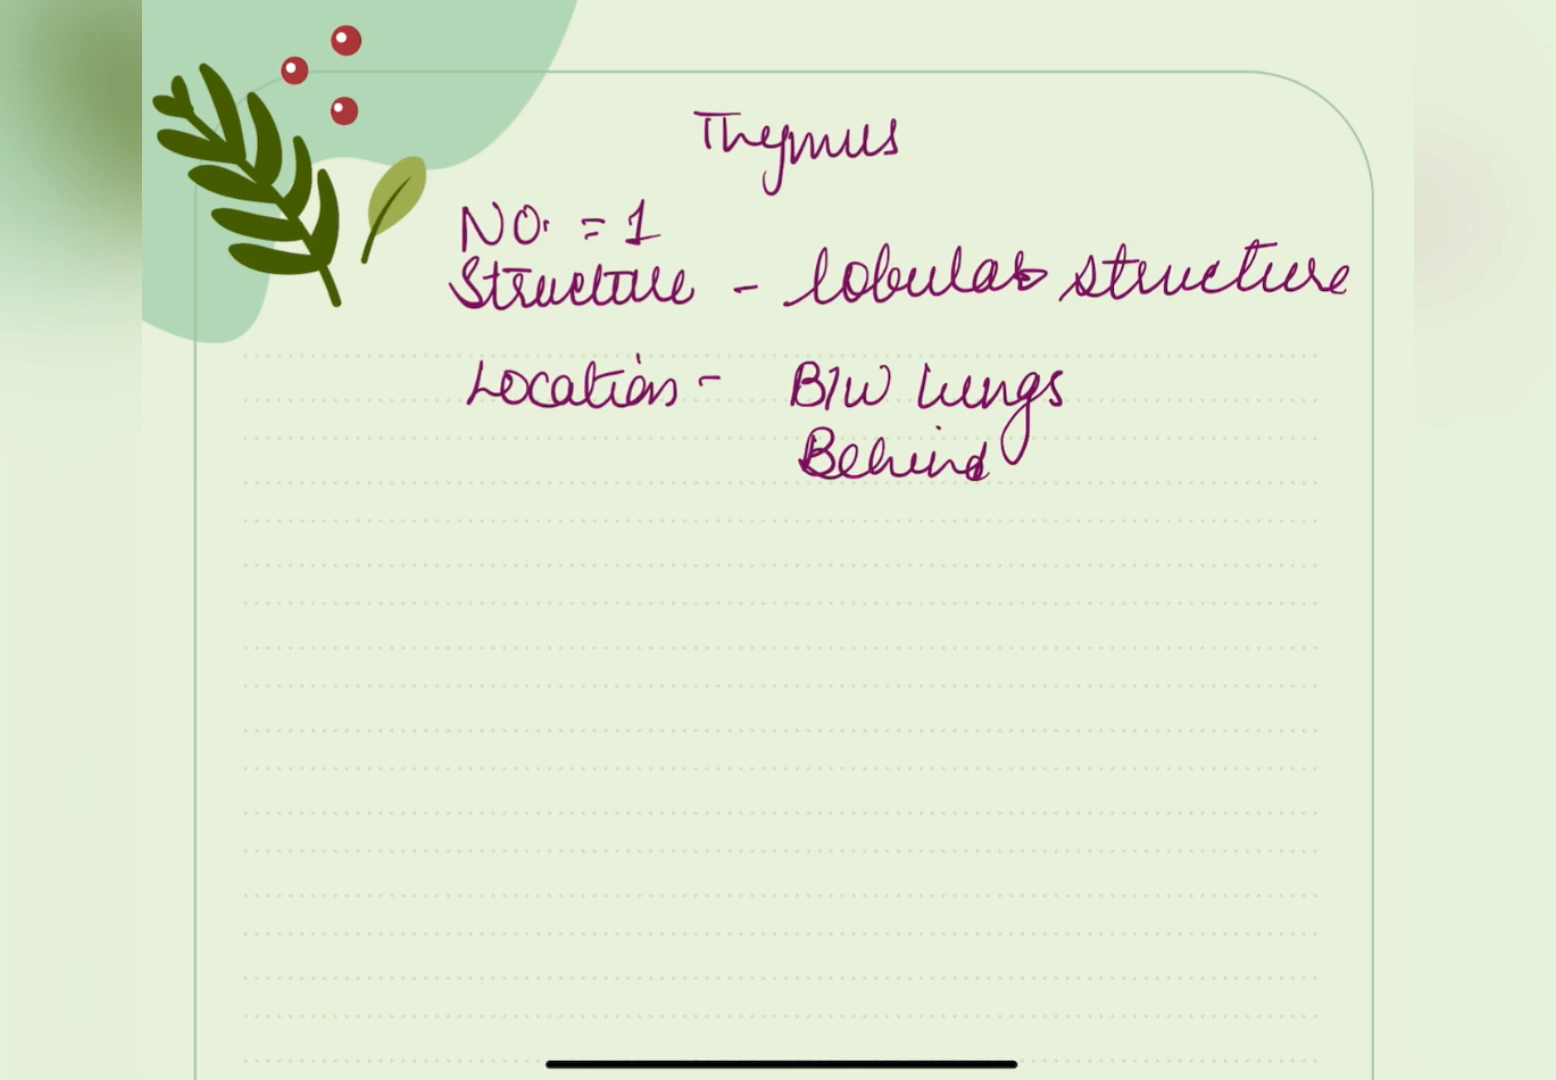 Thymus
NO. = 1
Structure - lobular structure
Location - B/W lungs
Behind